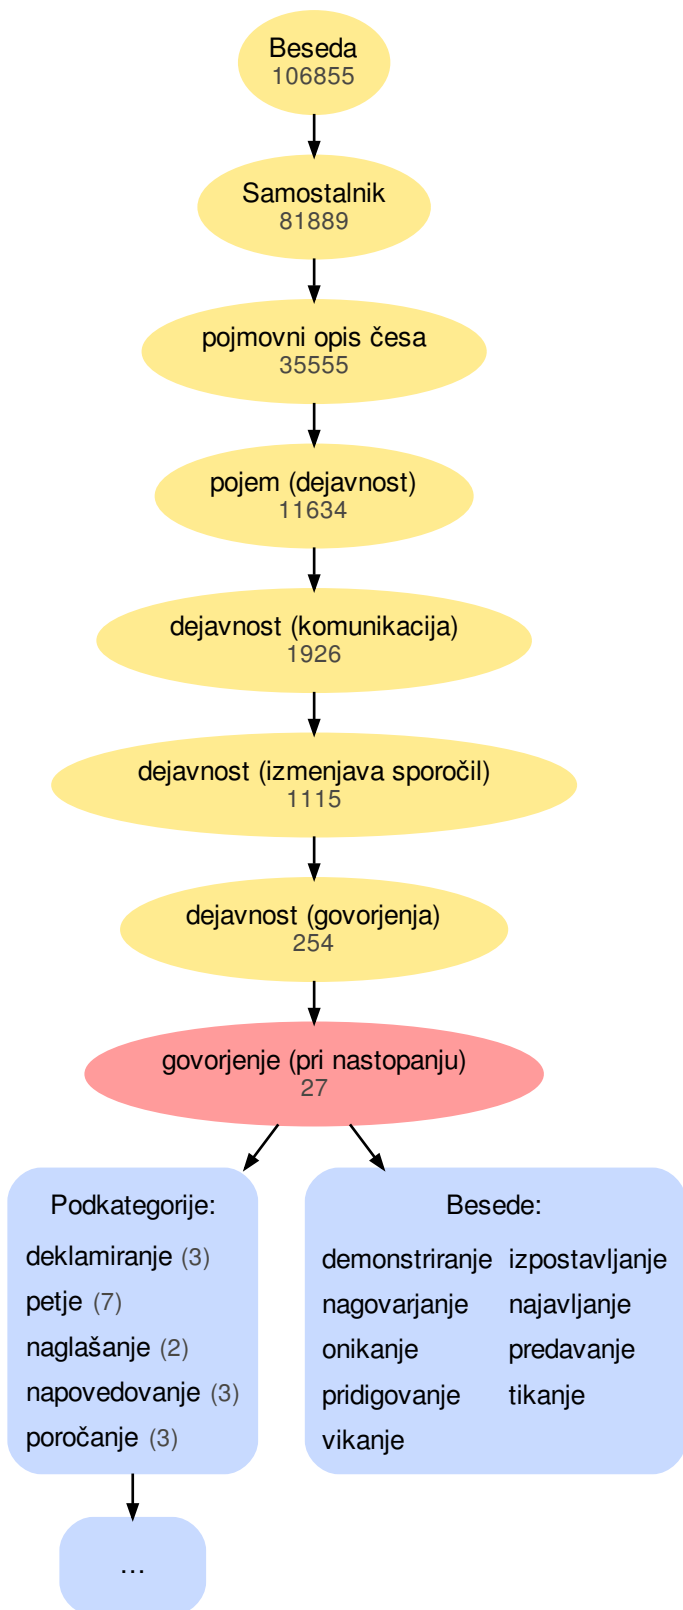 Beseda
106855
Samostalnik
81889
pojmovni opis česa
35555
pojem (dejavnost)
11634
dejavnost (komunikacija)
1926
dejavnost (izmenjava sporočil)
1115
dejavnost (govorjenja)
254
govorjenje (pri nastopanju)
27
Podkategorije:
deklamiranje (3)
petje (7)
naglašanje (2)
napovedovanje (3)
poročanje (3)
...
Besede:
demonstriranje izpostavljanje
nagovarjanje najavljanje
onikanje predavanje
pridigovanje tikanje
vikanje